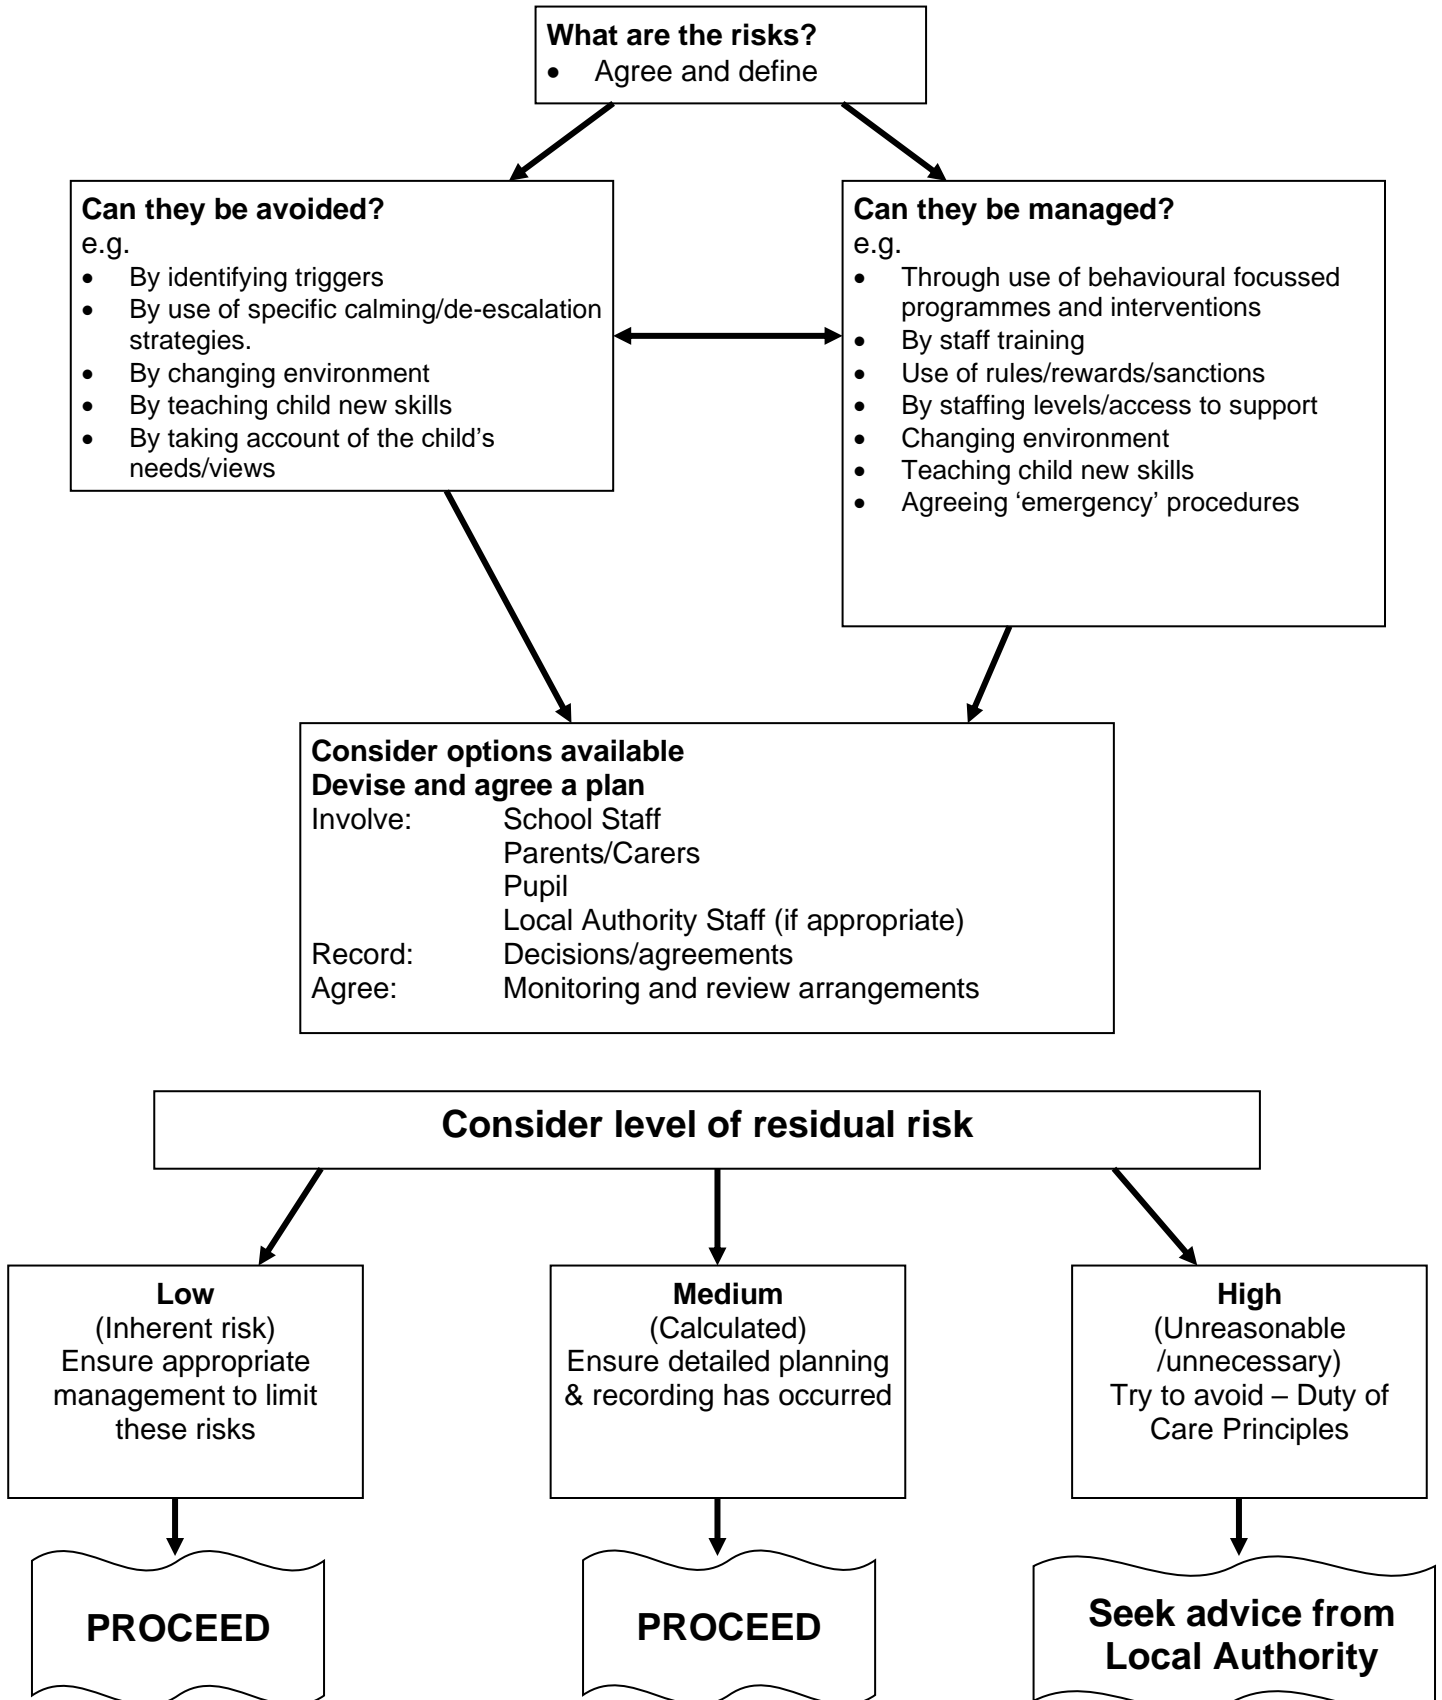 What are the risks?
• Agree and define
Can they be avoided?
e.g.
• By identifying triggers
• By use of specific calming/de-escalation
strategies.
• By changing environment
• By teaching child new skills
• By taking account of the child's
needs/views
Can they be managed?
e.g.
• Through use of behavioural focussed
programmes and interventions
• By staff training
• Use of rules/rewards/sanctions
• By staffing levels/access to support
• Changing environment
• Teaching child new skills
• Agreeing ‘emergency’ procedures
Consider options available
Devise and agree a plan
Involve: School Staff
Parents/Carers
Pupil
Local Authority Staff (if appropriate)
Record: Decisions/agreements
Agree: Monitoring and review arrangements
Consider level of residual risk
Low
(Inherent risk)
Ensure appropriate
management to limit
these risks
Medium
(Calculated)
Ensure detailed planning
& recording has occurred
High
(Unreasonable
/unnecessary)
Try to avoid – Duty of
Care Principles
PROCEED
PROCEED
Seek advice from
Local Authority